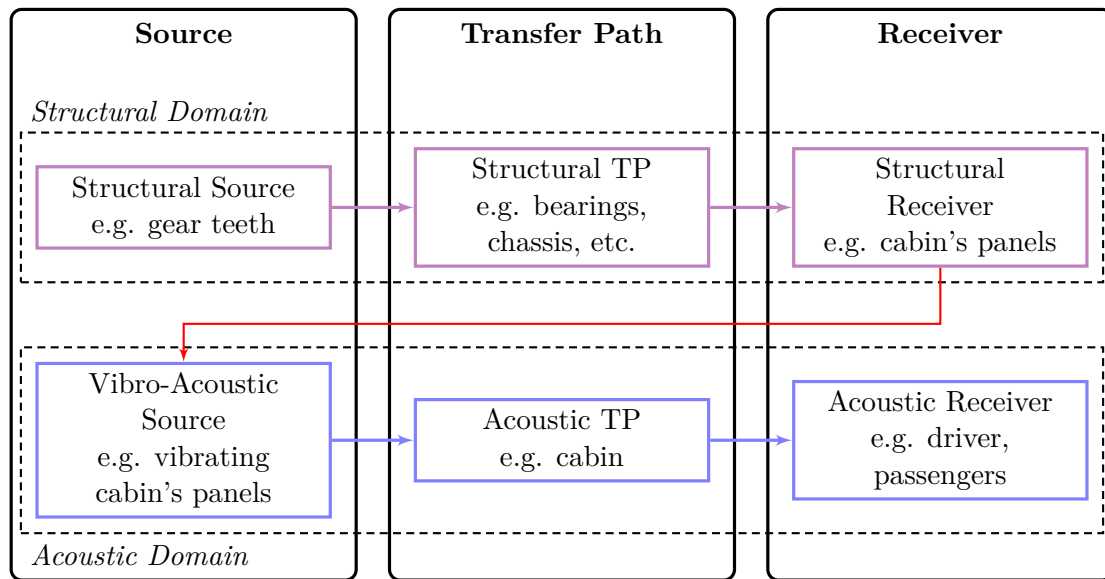 Source
Transfer Path
Receiver
Structural Domain
Structural Source
e.g. gear teeth
Structural TP
e.g. bearings,
chassis, etc.
Structural
Receiver
e.g. cabin's panels
Vibro-Acoustic
Source
e.g. vibrating
cabin's panels
Acoustic TP
e.g. cabin
Acoustic Receiver
e.g. driver,
passengers
Acoustic Domain